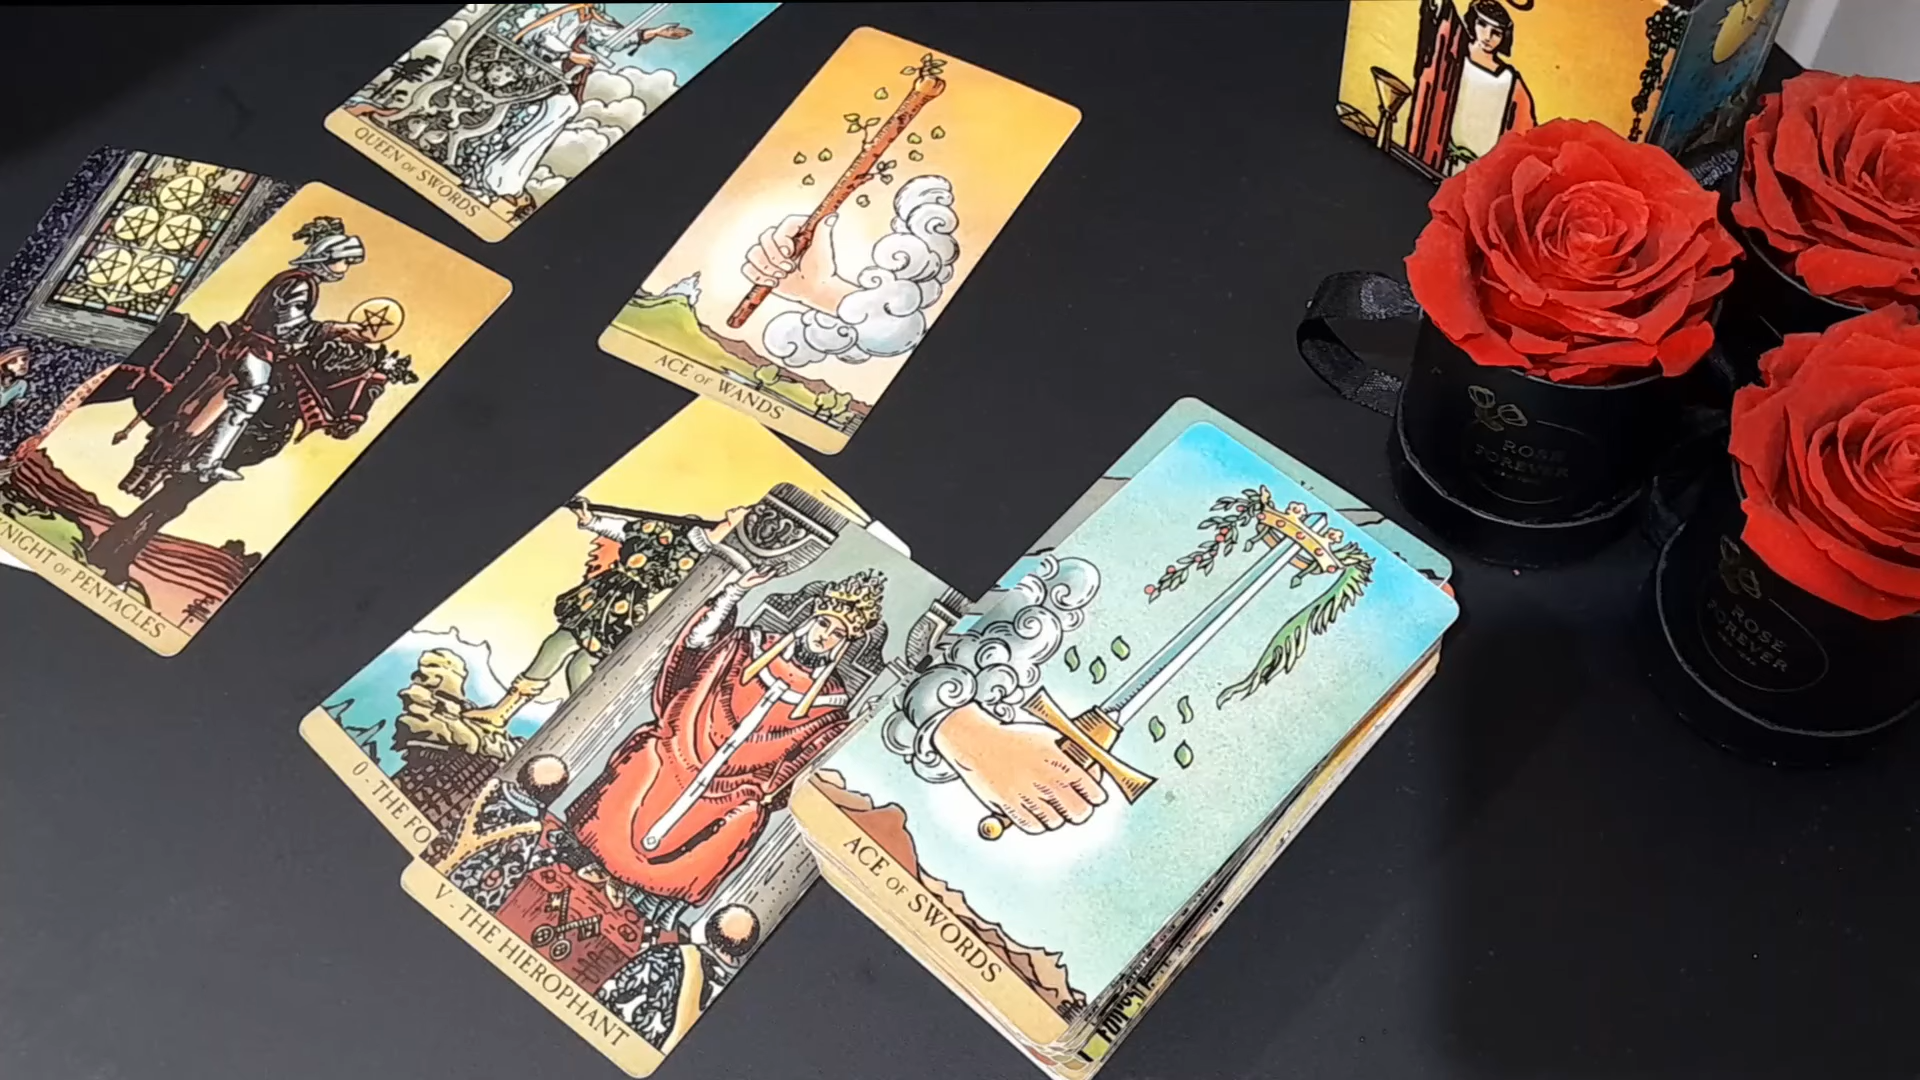 QUEEN OF SWORDS
ACE OF WANDS
KNIGHT OF PENTACLES
0 - THE FO
V - THE HIEROPHANT
ACE OF SWORDS
ROSE
FOREVER
ROSE
FOREVER